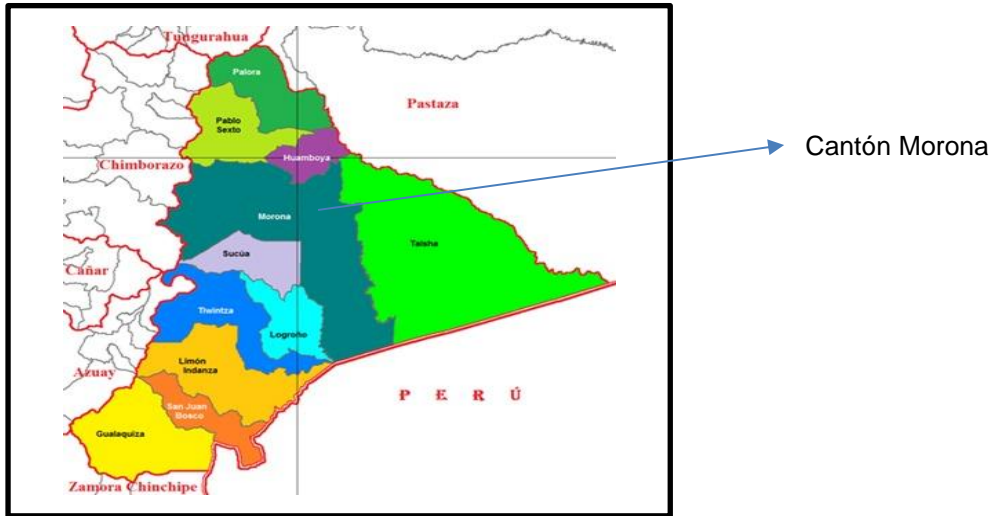 Tungurahua
Palora
Pastaza
Pablo
Sexto
Cantón Morona
Huamboya
Chimborazo
Morona
Taisha
Sucúa
Cañar
Tiwintza
Logroño
Limón
Indanza
Azuay
P E R Ú
San Juan
Bosco
Gualaquiza
Zamora Chinchipe